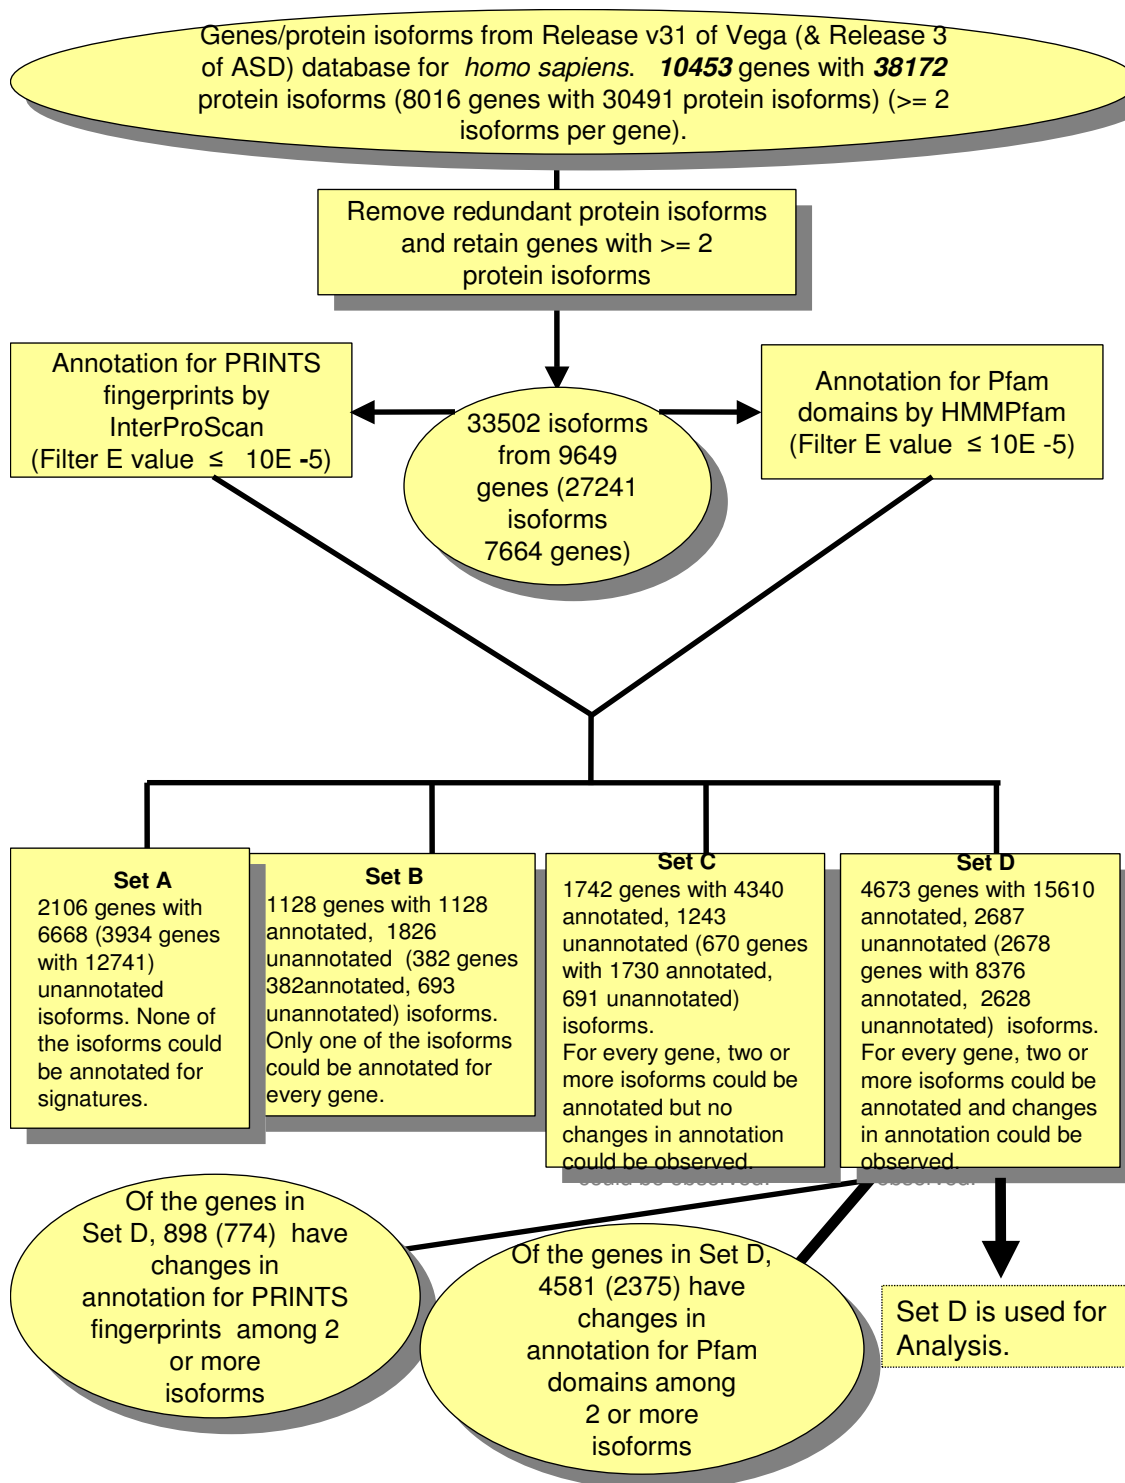 Genes/protein isoforms from Release v31 of Vega (& Release 3
of ASD) database for homo sapiens. 10453 genes with 38172
protein isoforms (8016 genes with 30491 protein isoforms) (>= 2
isoforms per gene).
Remove redundant protein isoforms
and retain genes with >= 2
protein isoforms
Annotation for PRINTS
fingerprints by
InterProScan
(Filter E value ≤ 10E -5)
33502 isoforms
from 9649
genes (27241
isoforms
7664 genes)
Annotation for Pfam
domains by HMMPfam
(Filter E value ≤ 10E -5)
Set A
2106 genes with
6668 (3934 genes
with 12741)
unannotated
isoforms. None of
the isoforms could
be annotated for
signatures.
Set B
1128 genes with 1128
annotated, 1826
unannotated (382 genes
382annotated, 693
unannotated) isoforms.
Only one of the isoforms
could be annotated for
every gene.
Set C
1742 genes with 4340
annotated, 1243
unannotated (670 genes
with 1730 annotated,
691 unannotated)
isoforms.
For every gene, two or
more isoforms could be
annotated but no
changes in annotation
could be observed.
Set D
4673 genes with 15610
annotated, 2687
unannotated (2678
genes with 8376
annotated, 2628
unannotated) isoforms.
For every gene, two or
more isoforms could be
annotated and changes
in annotation could be
observed.
Of the genes in
Set D, 898 (774) have
changes in
annotation for PRINTS
fingerprints among 2
or more
isoforms
Of the genes in Set D,
4581 (2375) have
changes in
annotation for Pfam
domains among
2 or more
isoforms
Set D is used for
Analysis.